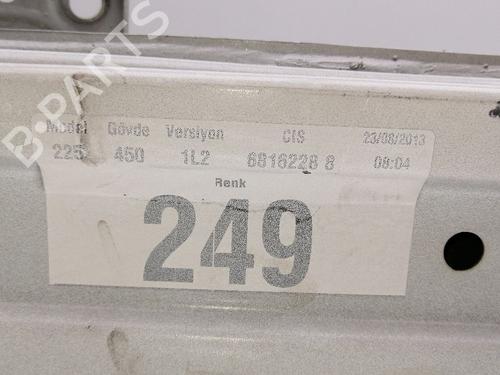 B-PARTS
Model Gövde Versiyon CIS 23/08/2013
225 450 1L2 6816228 8 08:04
Renk
249